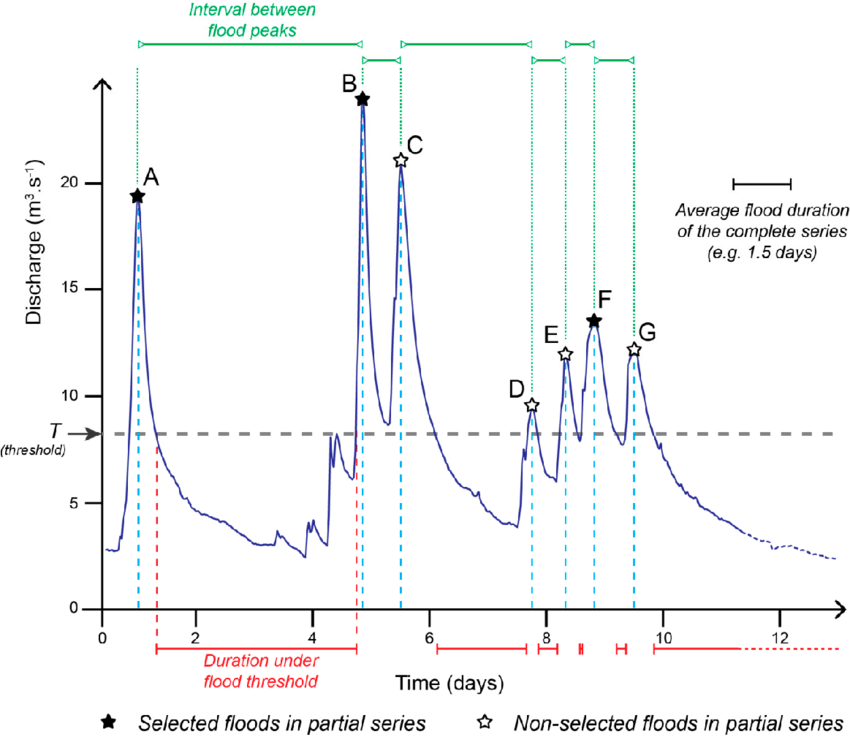 Interval between
flood peaks
A
B
C
D
E
F
G
Discharge (m³.s⁻¹)
20
15
10
5
0
T
(threshold)
Average flood duration
of the complete series
(e.g. 1.5 days)
0
2
4
6
8
10
12
Duration under
flood threshold
Time (days)
Selected floods in partial series
Non-selected floods in partial series